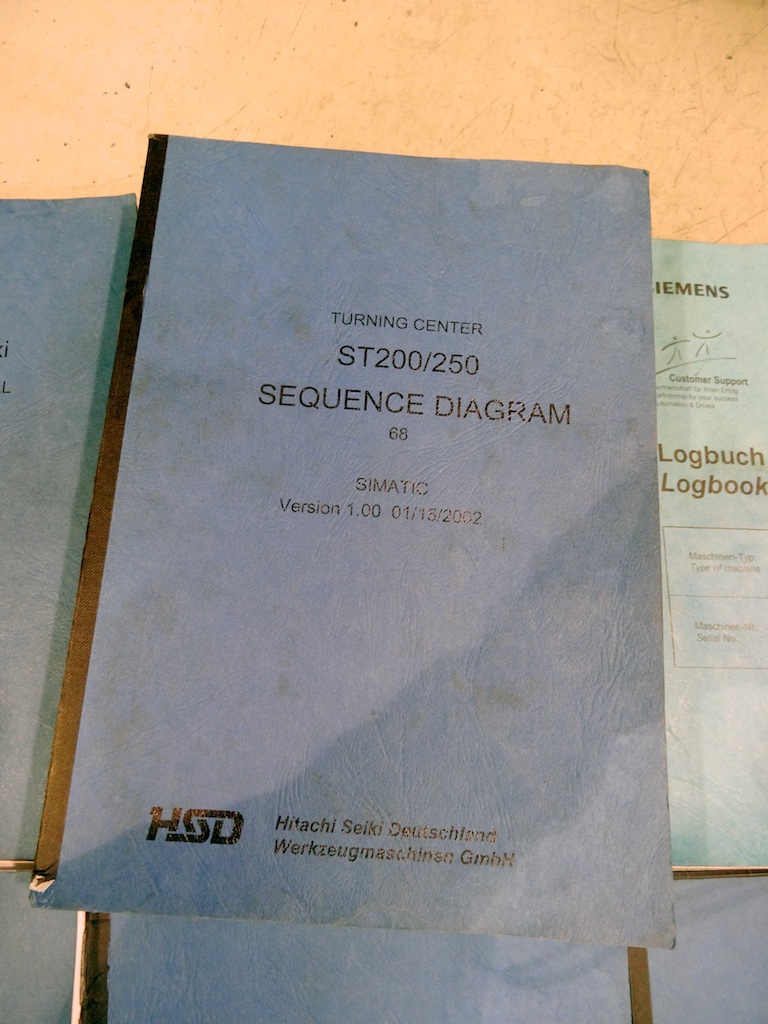 TURNING CENTER
ST200/250
SEQUENCE DIAGRAM
68
SIMATIC
Version 1.00 01/15/2002
HSD
Hitachi Seiki Deutschland
Werkzeugmaschinen GmbH
SIEMENS
Customer Support
Logbuch
Logbook
Maschinen-Typ:
Type of machine
Maschinen-Nr.:
Serial No.